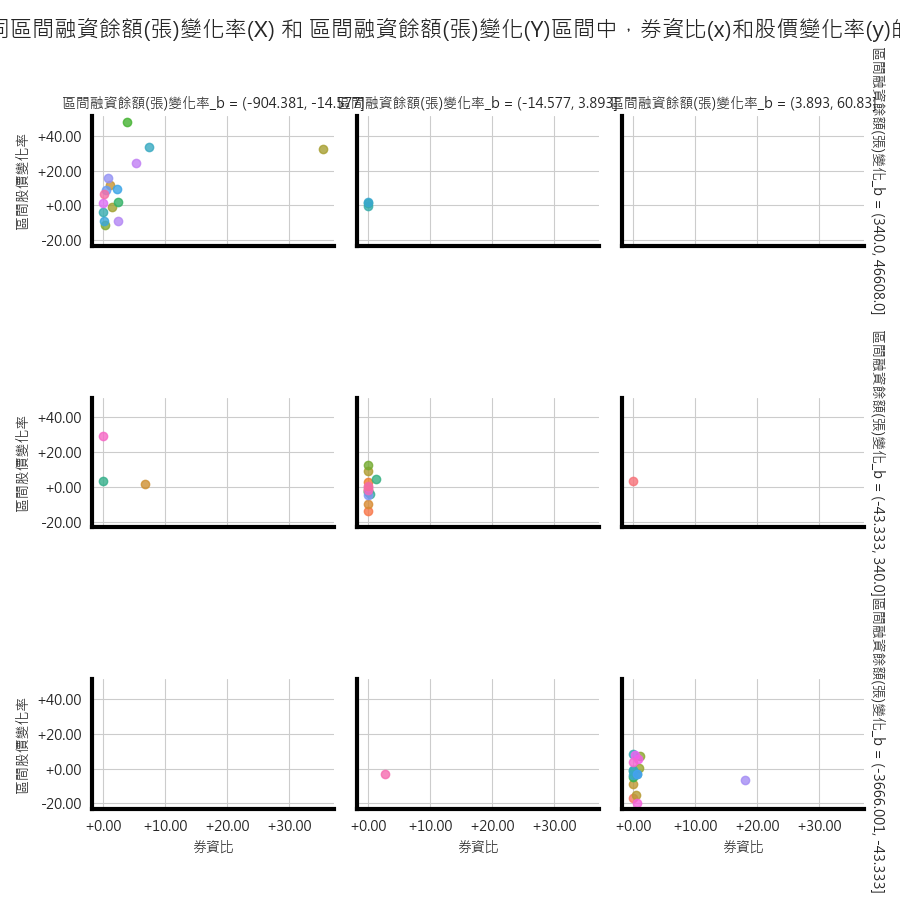 同區間融資餘額(張)變化率(X) 和 區間融資餘額(張)變化(Y)區間中，券資比(x)和股價變化率(y)的
區間融資餘額(張)變化率_b = (-904.381, -14.577]
區間融資餘額(張)變化率_b = (-14.577, 3.893]
區間融資餘額(張)變化率_b = (3.893, 60.83]
區間融資餘額(張)變化_b = (340.0, 46608.0]
區間股價變化率
+40.00
+20.00
+0.00
-20.00
區間融資餘額(張)變化_b = (-43.333, 340.0]
區間股價變化率
+40.00
+20.00
+0.00
-20.00
區間融資餘額(張)變化_b = (-3666.001, -43.333]
區間股價變化率
+40.00
+20.00
+0.00
-20.00
+0.00 +10.00 +20.00 +30.00
+0.00 +10.00 +20.00 +30.00
+0.00 +10.00 +20.00 +30.00
券資比
券資比
券資比